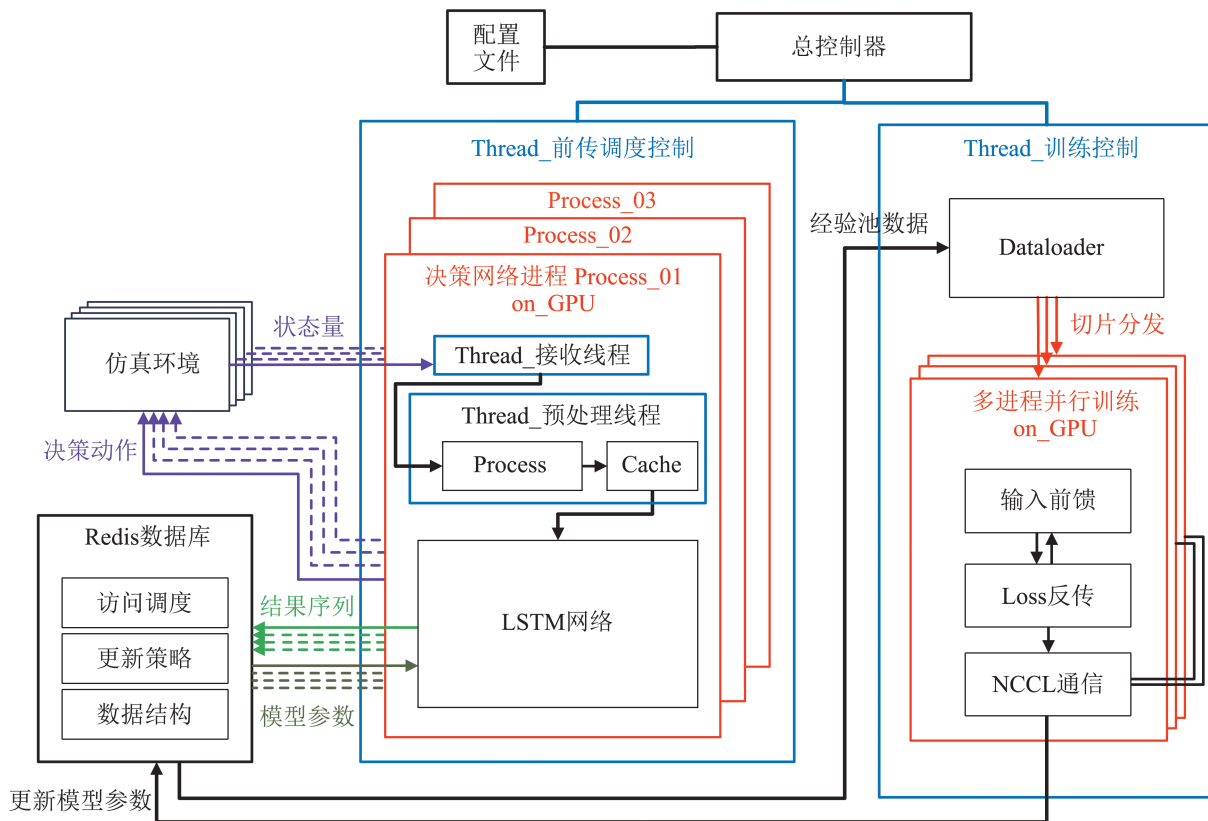 配置
文件
总控制器
Thread_前传调度控制
Process_03
Process_02
决策网络进程 Process_01
on_GPU
状态量
仿真环境
决策动作
Thread_接收线程
Thread_预处理线程
Process
Cache
LSTM网络
Redis数据库
访问调度
更新策略
数据结构
结果序列
模型参数
更新模型参数
经验池数据
Thread_训练控制
Dataloader
切片分发
多进程并行训练
on_GPU
输入前馈
Loss反传
NCCL通信